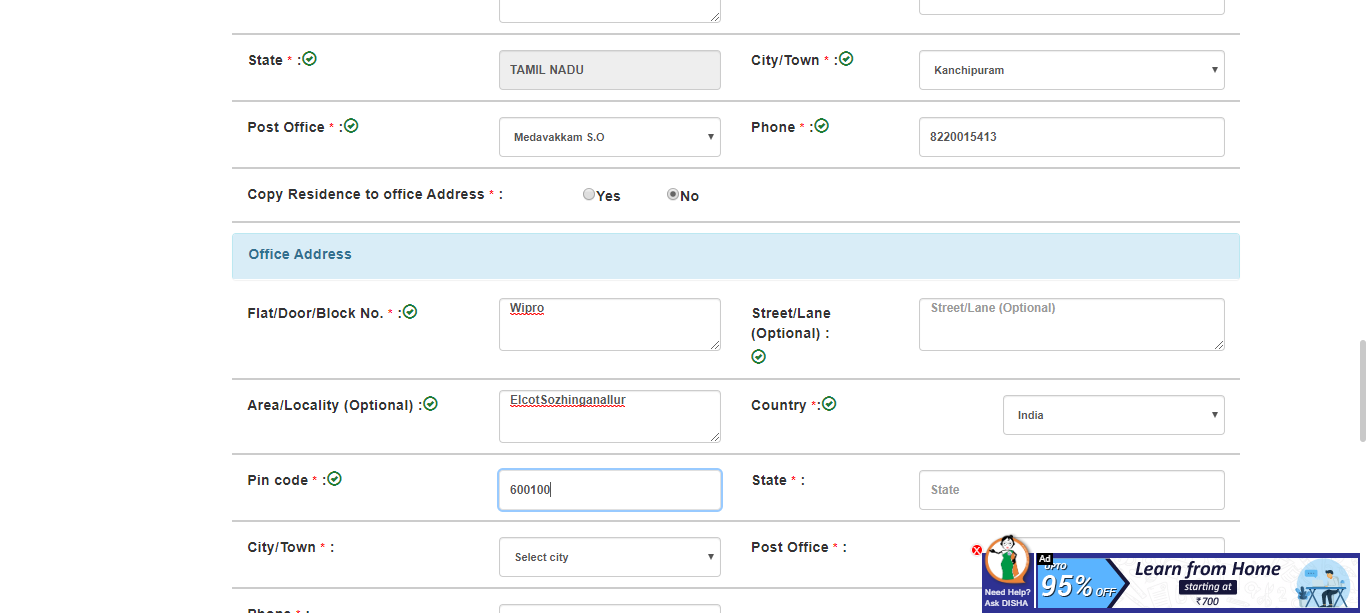 State * :
TAMIL NADU
City/Town * :
Kanchipuram
Post Office * :
Medavakkam S.O
Phone * :
8220015413
Copy Residence to office Address * :
Yes
No
Office Address
Flat/Door/Block No. * :
Wipro
Street/Lane
(Optional) :
Street/Lane (Optional)
Area/Locality (Optional) :
ElcotSozhinganallur
Country *:
India
Pin code * :
600100
State * :
State
City/Town * :
Select city
Post Office * :
Phone * :
Need Help?
Ask DISHA
Ad
UPTO
95% OFF
Learn from Home
starting at
₹700